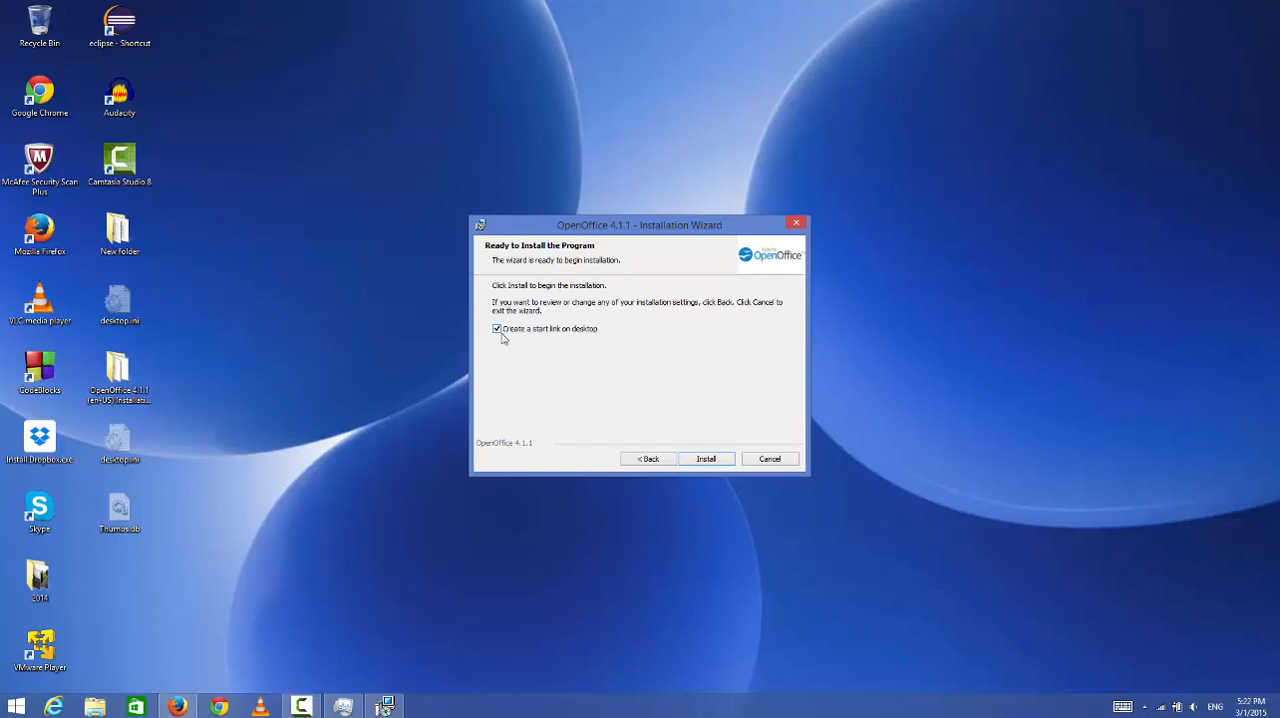 Recycle Bin
eclipse - Shortcut
Google Chrome
Audacity
McAfee Security Scan
Plus
Camtasia Studio 8
Mozilla Firefox
New folder
VLC media player
desktop.ini
CodeBlocks
OpenOffice 4.1.1
(en-US) Installati...
Install Dropbox.exe
desktop.ini
Skype
Thumbs.db
2014
VMware Player
OpenOffice 4.1.1 - Installation Wizard
Ready to Install the Program
The wizard is ready to begin installation.
Apache
OpenOffice
Click Install to begin the installation.
If you want to review or change any of your installation settings, click Back. Click Cancel to
exit the wizard.
Create a start link on desktop
OpenOffice 4.1.1
< Back
Install
Cancel
ENG
5:22 PM
3/1/2015